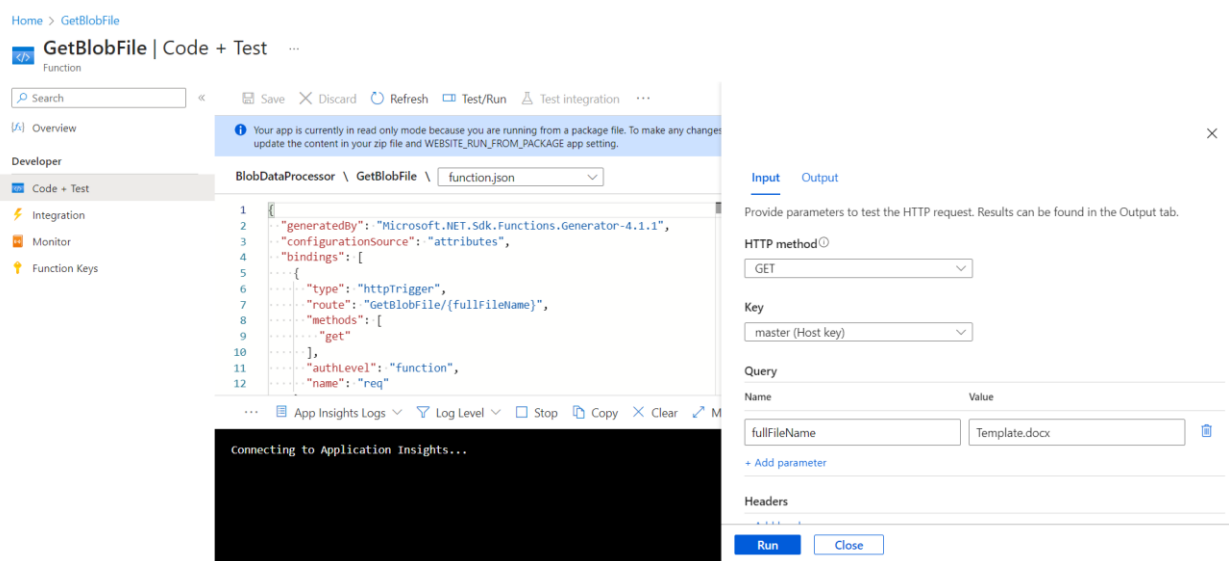 Home > GetBlobFile
GetBlobFile | Code + Test ...
Function
Search
«
Overview
Developer
Code + Test
Integration
Monitor
Function Keys
Save Discard Refresh Test/Run Test integration ...
Your app is currently in read only mode because you are running from a package file. To make any changes
update the content in your zip file and WEBSITE_RUN_FROM_PACKAGE app setting.
BlobDataProcessor \ GetBlobFile \ function.json
1 {
2 "generatedBy": "Microsoft.NET.Sdk.Functions.Generator-4.1.1",
3 "configurationSource": "attributes",
4 "bindings": [
5 {
6 "type": "httpTrigger",
7 "route": "GetBlobFile/{fullFileName}",
8 "methods": [
9 "get"
10 ],
11 "authLevel": "function",
12 "name": "req"
... App Insights Logs Log Level Stop Copy Clear M
Connecting to Application Insights...
Input Output
Provide parameters to test the HTTP request. Results can be found in the Output tab.
HTTP method
GET
Key
master (Host key)
Query
Name Value
fullFileName Template.docx
+ Add parameter
Headers
Run Close